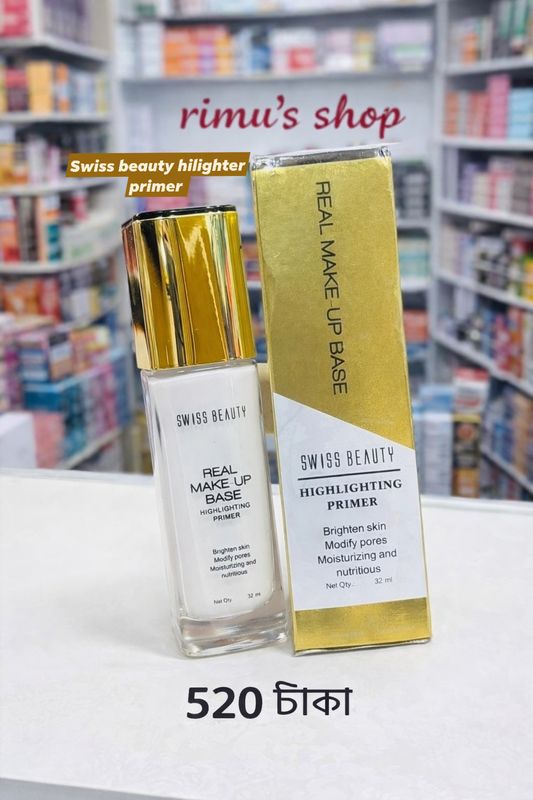 rimu's shop
Swiss beauty hilighter
primer
REAL MAKE-UP BASE
SWISS BEAUTY
REAL
MAKE-UP
BASE
HIGHLIGHTING
PRIMER
Brighten skin
Modify pores
Moisturizing and
nutritious
Net Qty. 32 ml
SWISS BEAUTY
HIGHLIGHTING
PRIMER
Brighten skin
Modify pores
Moisturizing and
nutritious
Net Qty.. 32 ml
520 টাকা